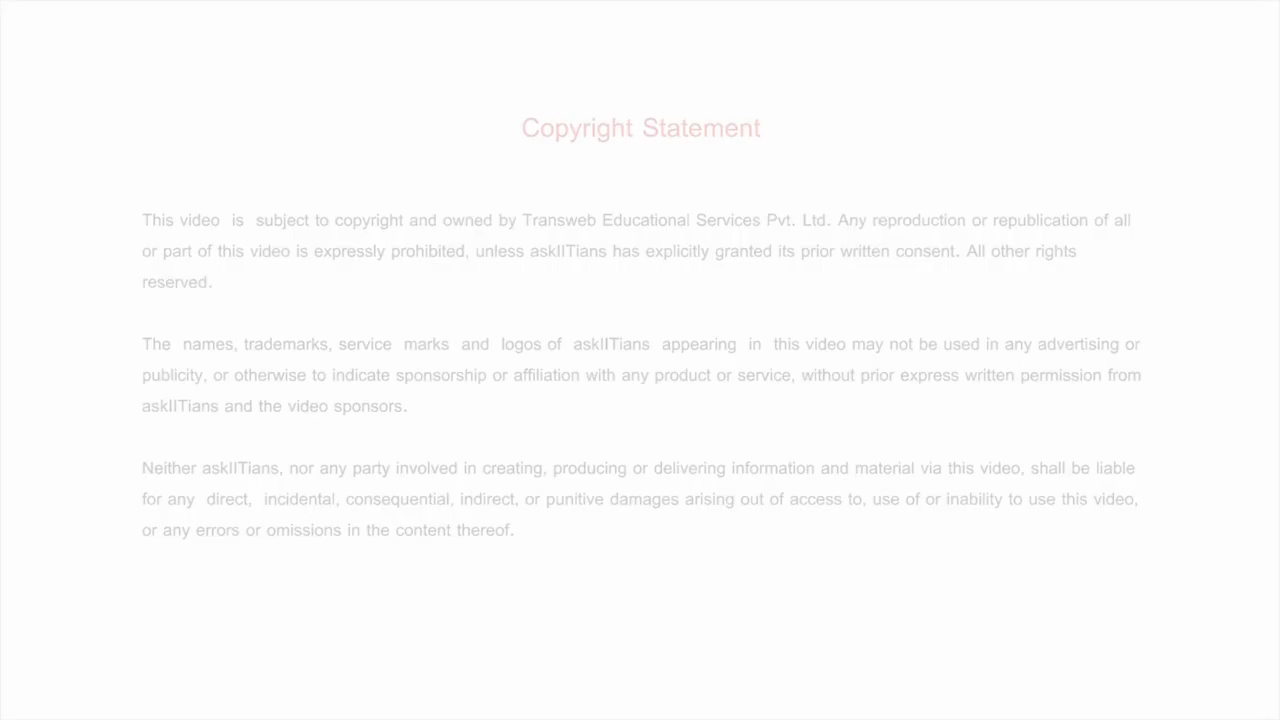 Copyright Statement
This video is subject to copyright and owned by Transweb Educational Services Pvt. Ltd. Any reproduction or republication of all
or part of this video is expressly prohibited, unless askIITians has explicitly granted its prior written consent. All other rights
reserved.
The names, trademarks, service marks and logos of askIITians appearing in this video may not be used in any advertising or
publicity, or otherwise to indicate sponsorship or affiliation with any product or service, without prior express written permission from
askIITians and the video sponsors.
Neither askIITians, nor any party involved in creating, producing or delivering information and material via this video, shall be liable
for any direct, incidental, consequential, indirect, or punitive damages arising out of access to, use of or inability to use this video,
or any errors or omissions in the content thereof.